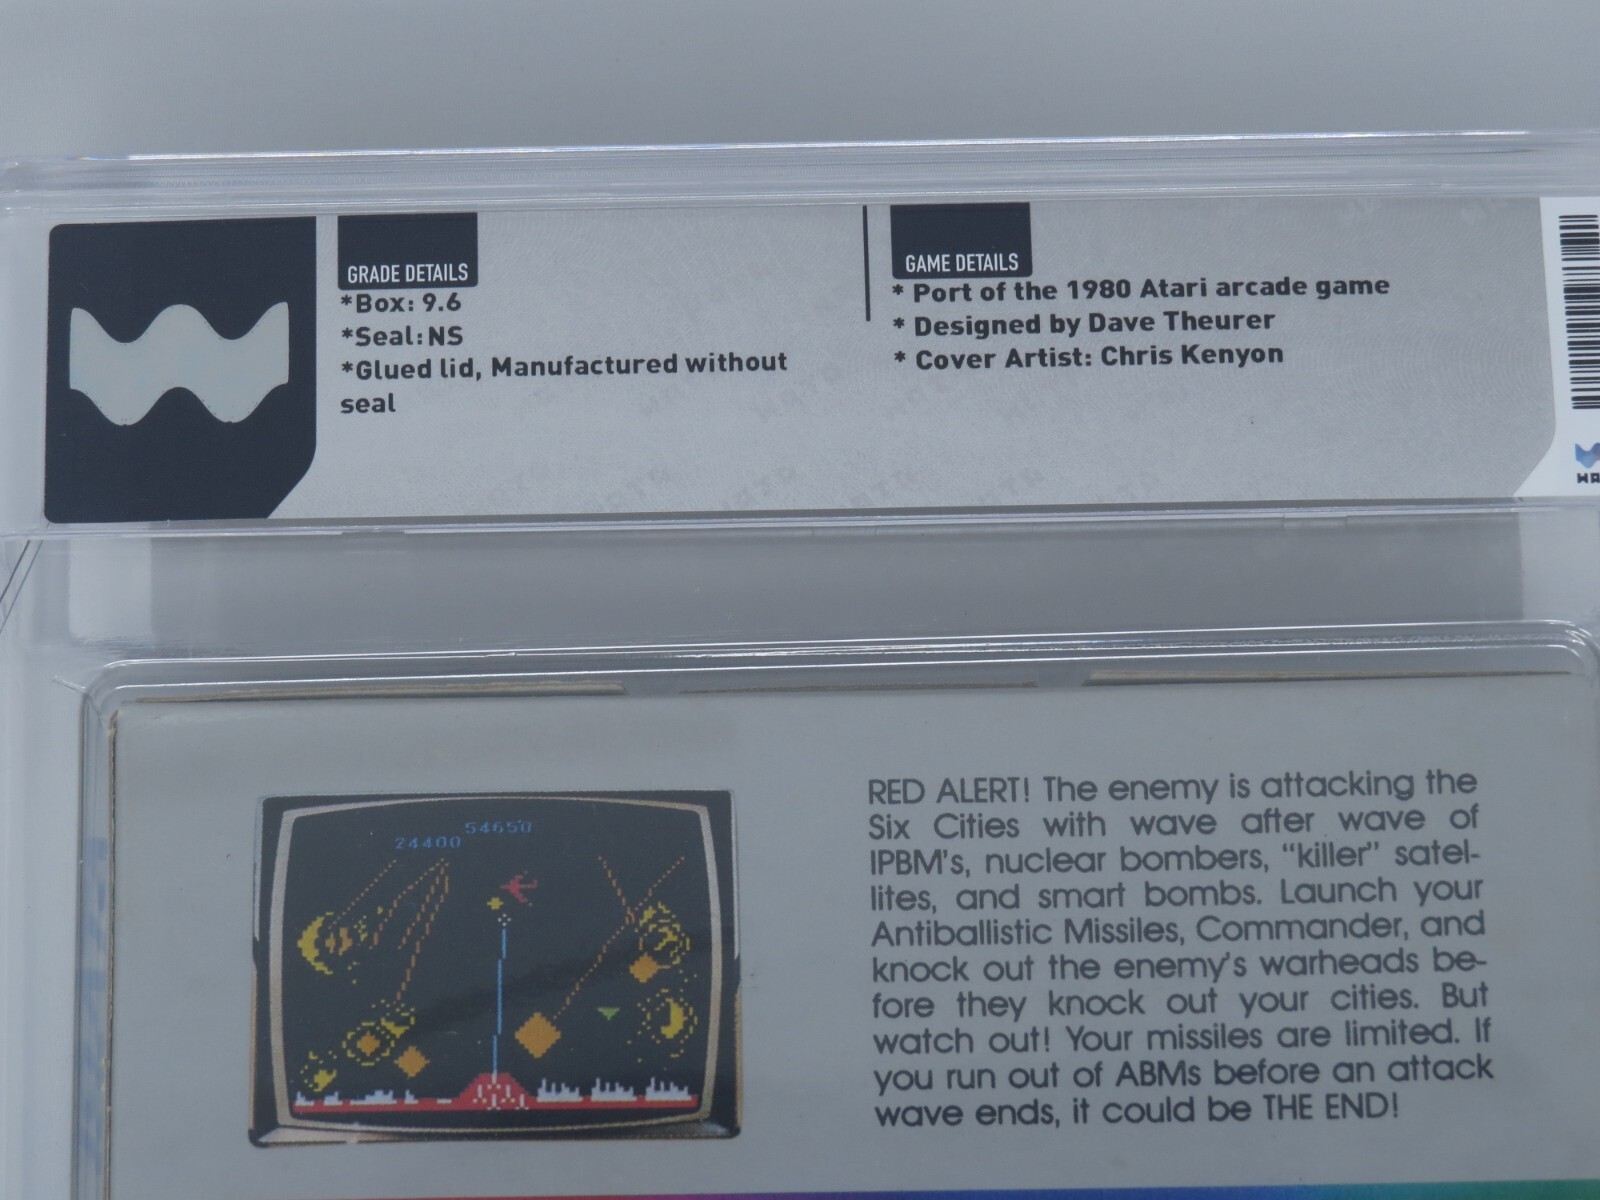 GRADE DETAILS
*Box: 9.6
*Seal: NS
*Glued lid, Manufactured without
seal
GAME DETAILS
* Port of the 1980 Atari arcade game
* Designed by Dave Theurer
* Cover Artist: Chris Kenyon
54650
24400
RED ALERT! The enemy is attacking the
Six Cities with wave after wave of
IPBM's, nuclear bombers, “killer” satel-
lites, and smart bombs. Launch your
Antiballistic Missiles, Commander, and
knock out the enemy's warheads be-
fore they knock out your cities. But
watch out! Your missiles are limited. If
you run out of ABMs before an attack
wave ends, it could be THE END!